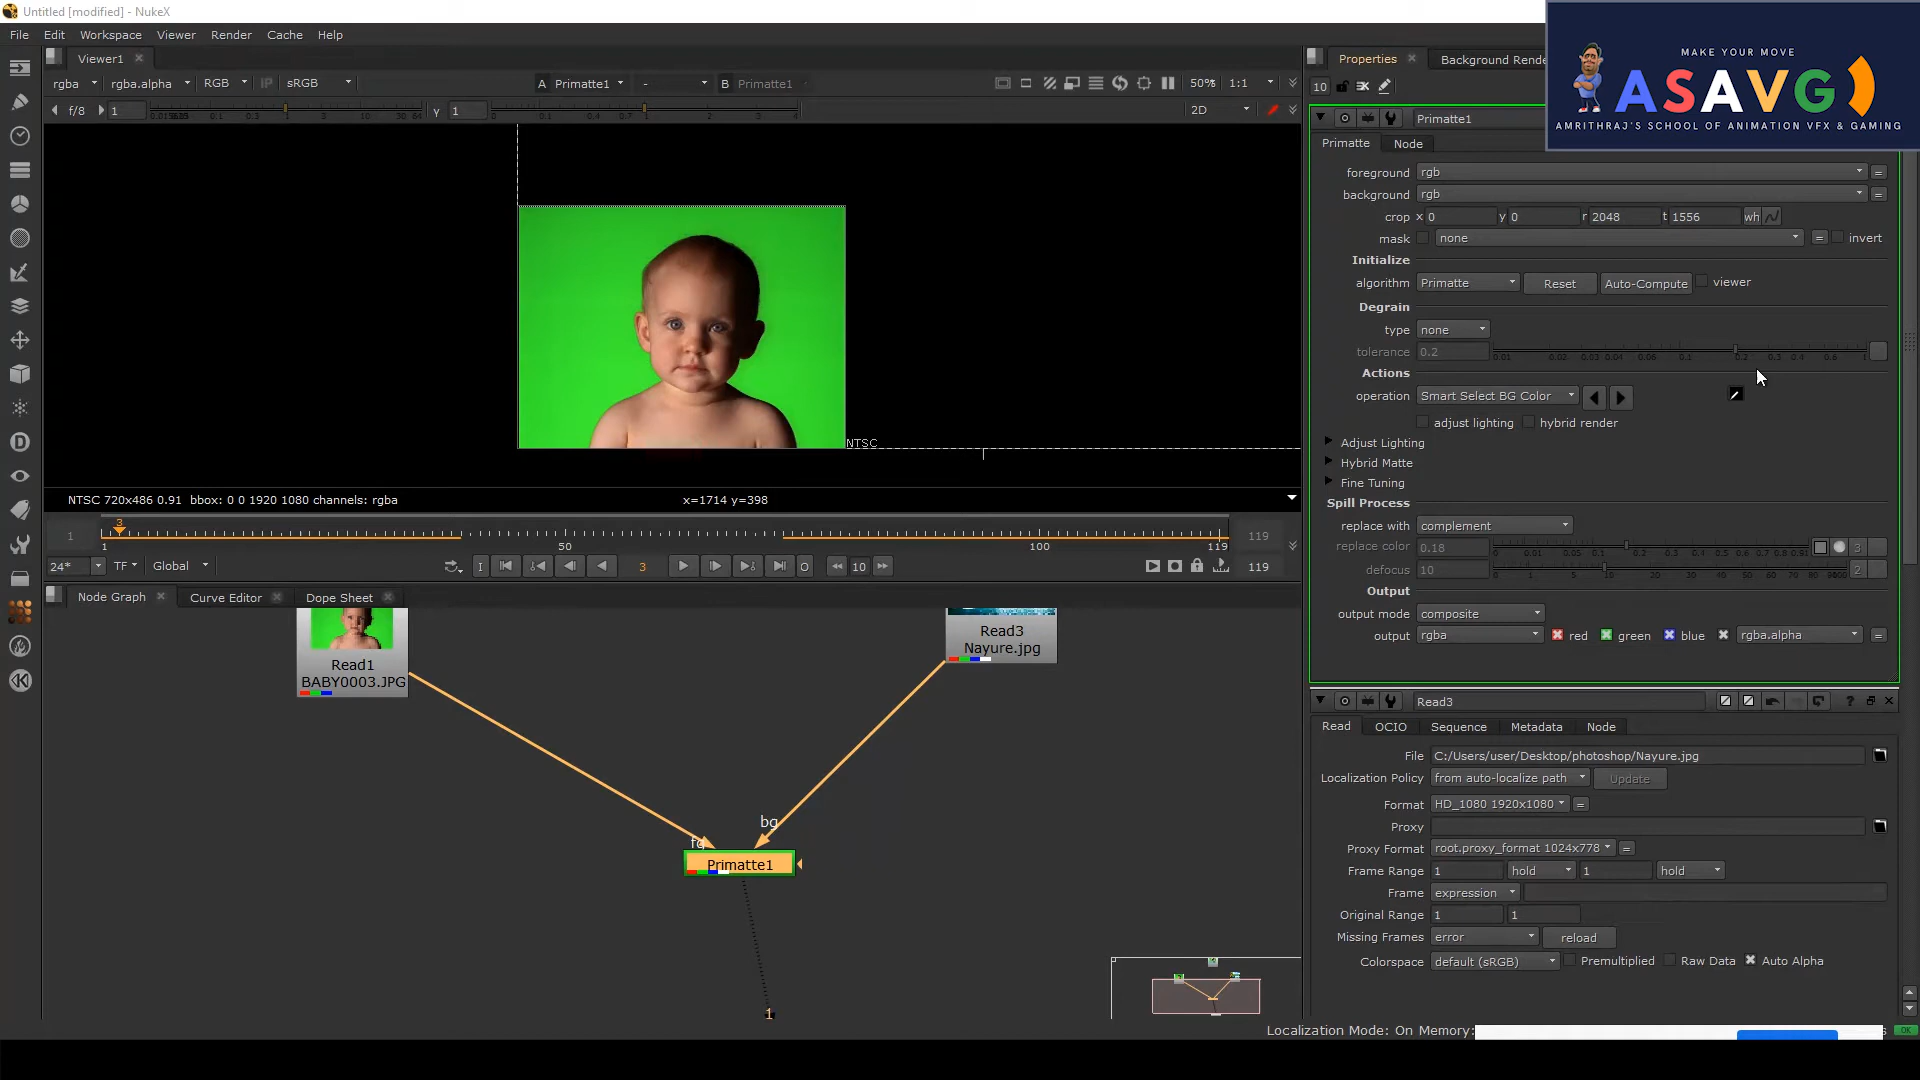 Untitled [modified] - NukeX
File Edit Workspace Viewer Render Cache Help
MAKE YOUR MOVE
ASAVG
AMRITHRAJ'S SCHOOL OF ANIMATION VFX & GAMING
Viewer1
rgba rgba.alpha RGB IP sRGB A Primatte1 - B Primatte1 50% 1:1
f/8 1 y 1 2D
NTSC
NTSC 720x486 0.91 bbox: 0 0 1920 1080 channels: rgba x=1714 y=398
1 3 1 50 100 119 119
24* TF Global I 3 O 10 119
Node Graph Curve Editor Dope Sheet
Read1
BABY0003.JPG
Read3
Nayure.jpg
bg
fg
Primatte1
1
Properties Background Rende
10
Primatte1
Primatte Node
foreground rgb =
background rgb =
crop x 0 y 0 r 2048 t 1556 wh
mask none = invert
Initialize
algorithm Primatte Reset Auto-Compute viewer
Degrain
type none
tolerance 0.2
Actions
operation Smart Select BG Color
adjust lighting hybrid render
Adjust Lighting
Hybrid Matte
Fine Tuning
Spill Process
replace with complement
replace color 0.18 3
defocus 10 2
Output
output mode composite
output rgba red green blue rgba.alpha =
Read3 ?
Read OCIO Sequence Metadata Node
File C:/Users/user/Desktop/photoshop/Nayure.jpg
Localization Policy from auto-localize path Update
Format HD_1080 1920x1080 =
Proxy
Proxy Format root.proxy_format 1024x778 =
Frame Range 1 hold 1 hold
Frame expression
Original Range 1 1
Missing Frames error reload
Colorspace default (sRGB) Premultiplied Raw Data Auto Alpha
Localization Mode: On Memory:
OK